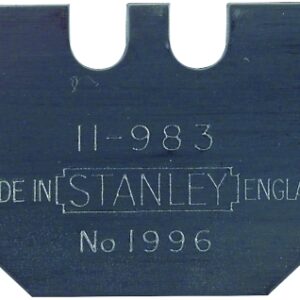 11-983
DE IN STANLEY ENGLA
No 1996